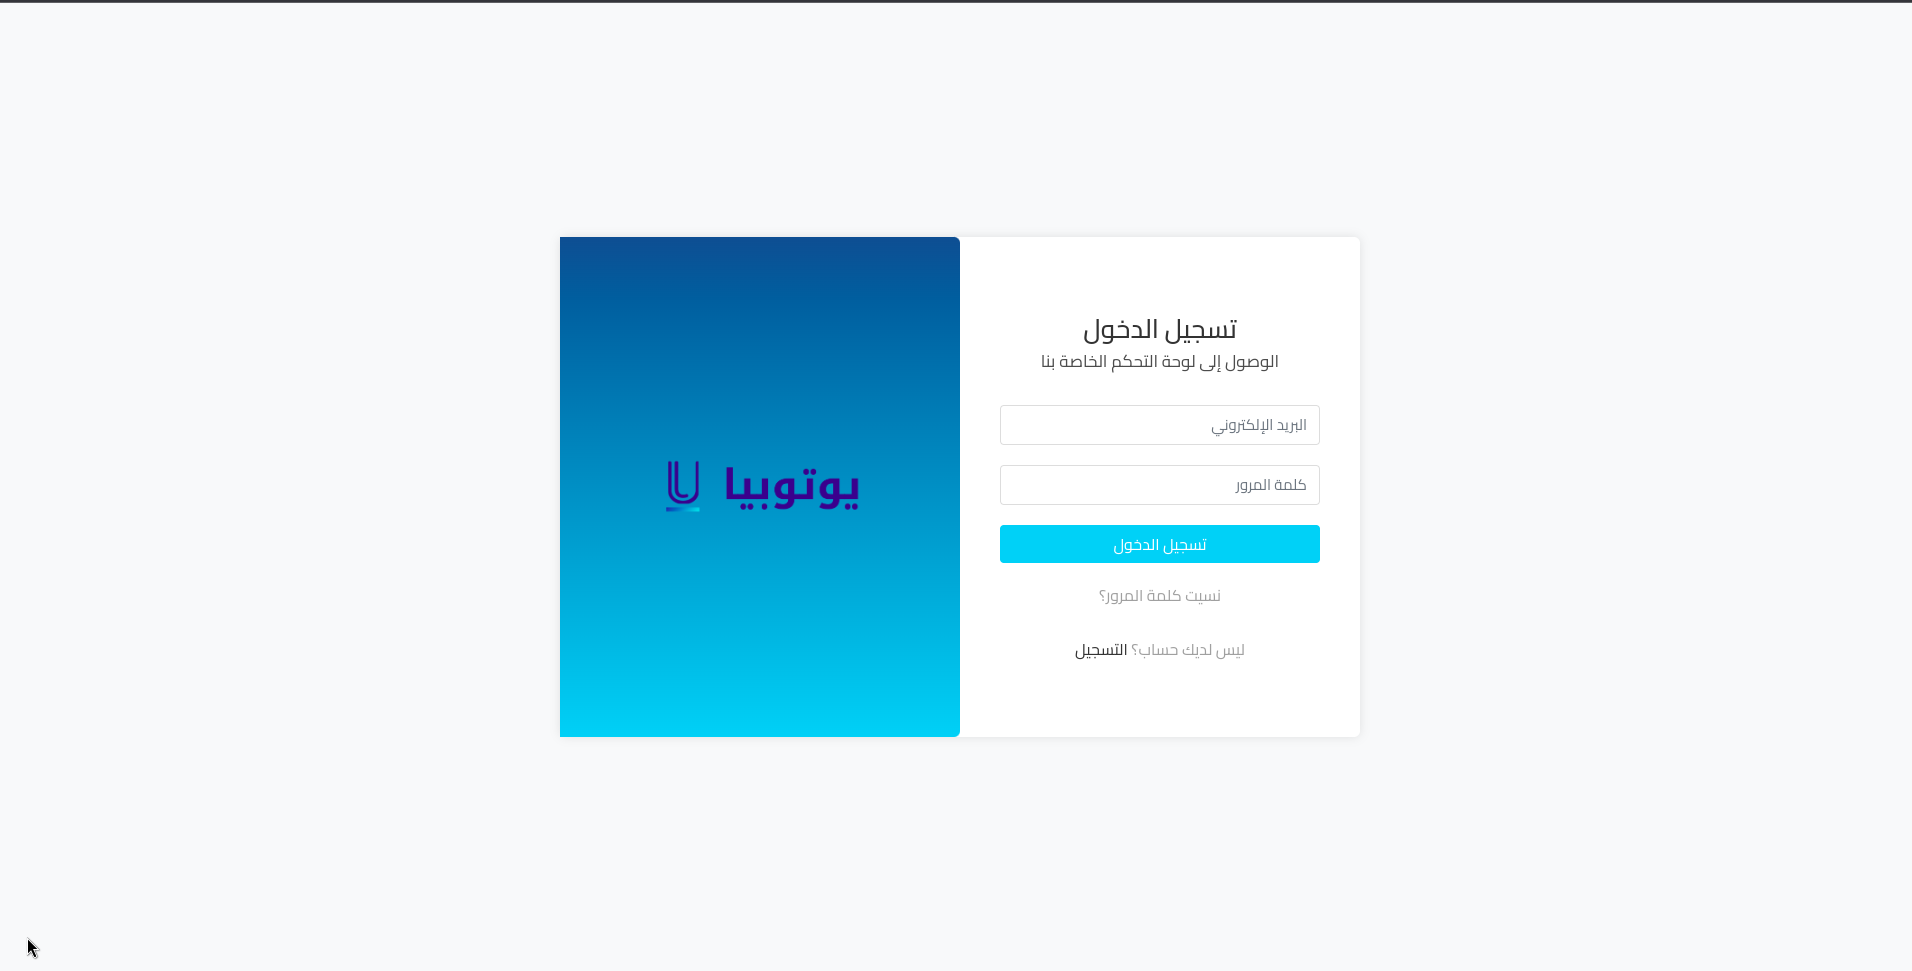 تسجيل الدخول
الوصول إلى لوحة التحكم الخاصة بنا
البريد الإلكتروني
كلمة المرور
تسجيل الدخول
نسيت كلمة المرور؟
ليس لديك حساب؟ التسجيل
يوتوبيا